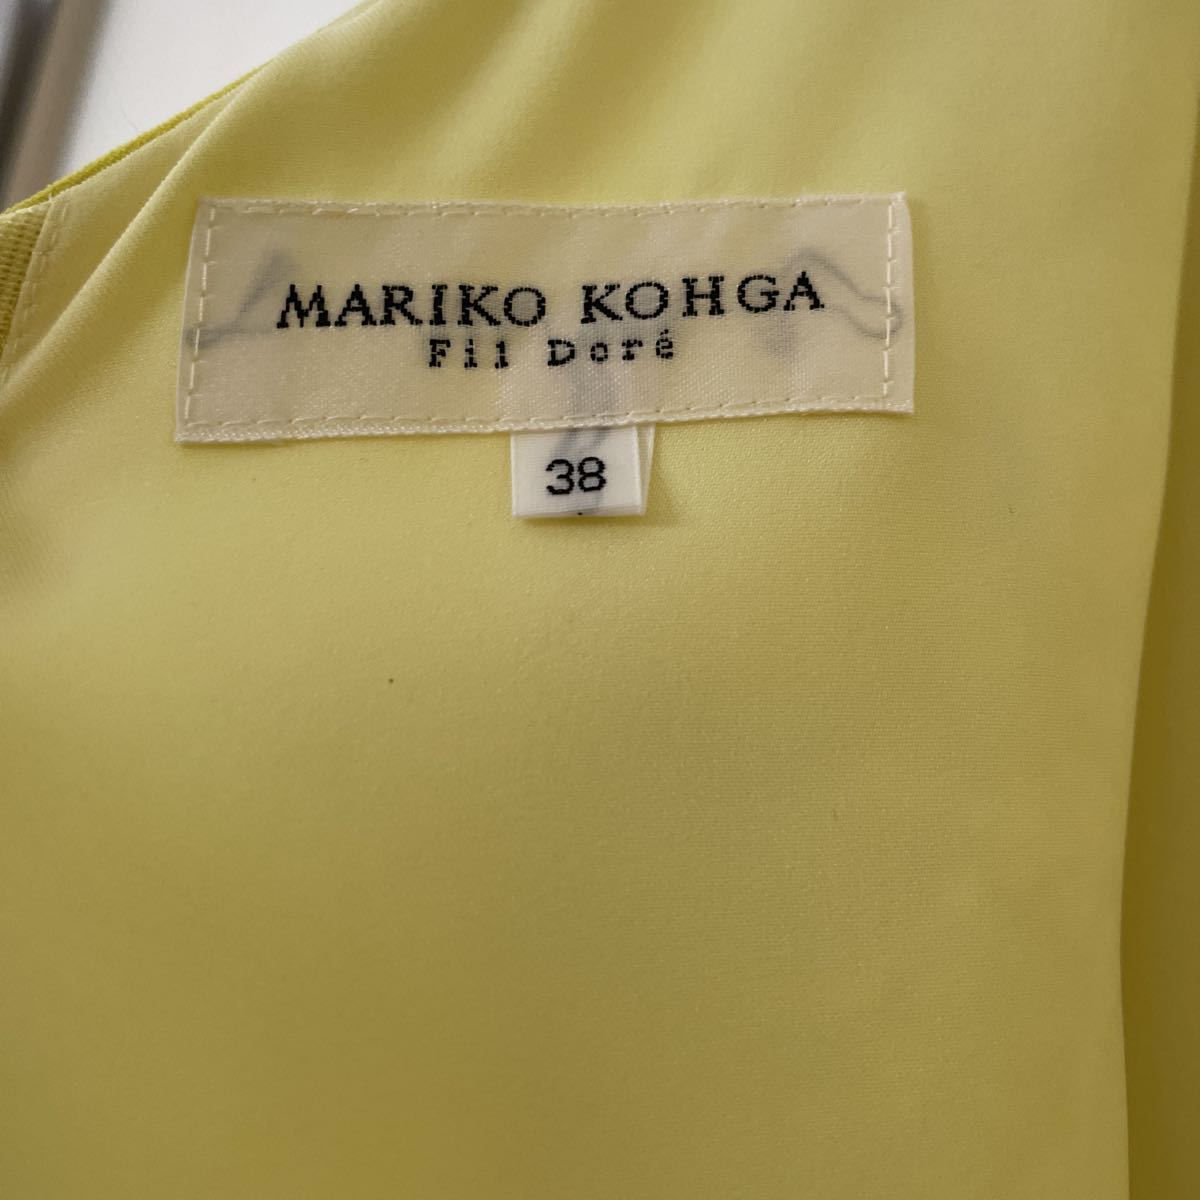 MARIKO KOHGA
Fil Doré
38